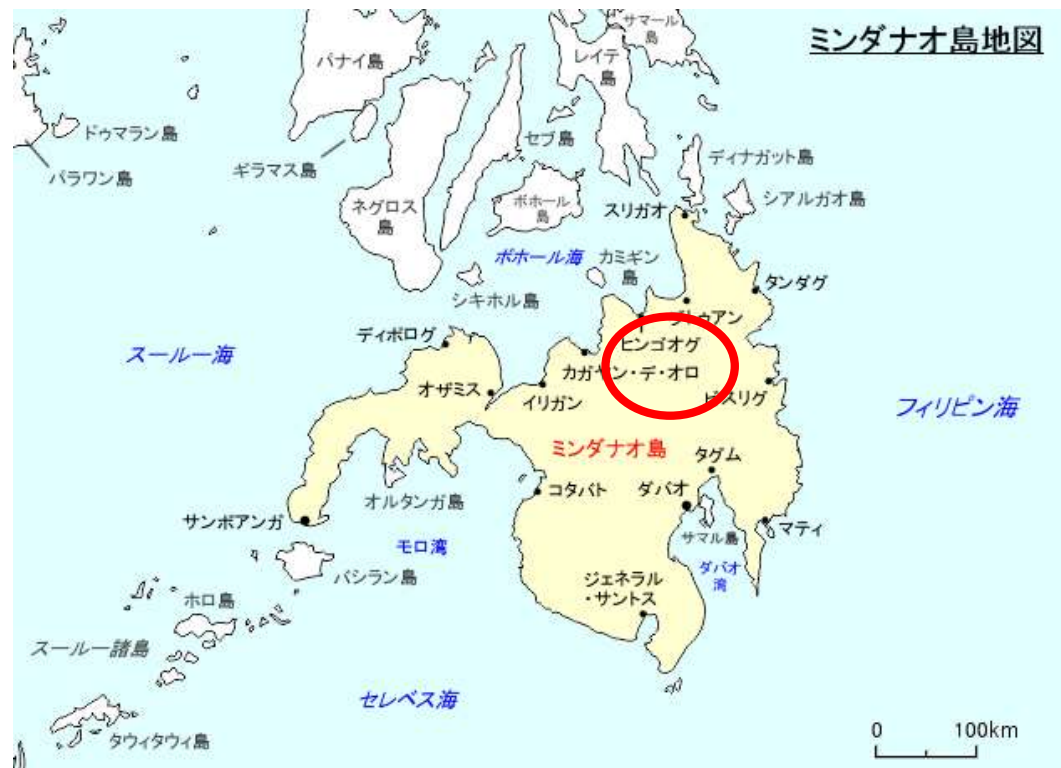 ミンダナオ島地図
サマール
島
パナイ島
レイテ
島
ドゥマラン島
セブ島
ギラマス島
ディナガット島
パラワン島
シアルガオ島
ネグロス
島
ボホール
島
スリガオ
ボホール海
カミギン
島
タンダグ
シキホル島
ブトゥアン
ディポログ
ヒンゴオグ
スールー海
カガヤン・デ・オロ
オザミス
イリガン
ビスリグ
フィリピン海
ミンダナオ島
タグム
コタバト
ダバオ
オルタンガ島
サンボアンガ
サマル島
マティ
モロ湾
ダバオ
湾
バシラン島
ジェネラル
・サントス
ホロ島
スールー諸島
セレベス海
タウィタウィ島
0 100km